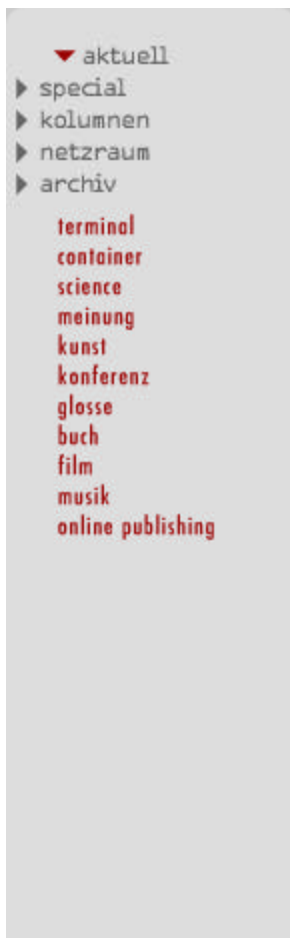 aktuell
special
kolumnen
netzraum
archiv
terminal
container
science
meinung
kunst
konferenz
glosse
buch
film
musik
online publishing